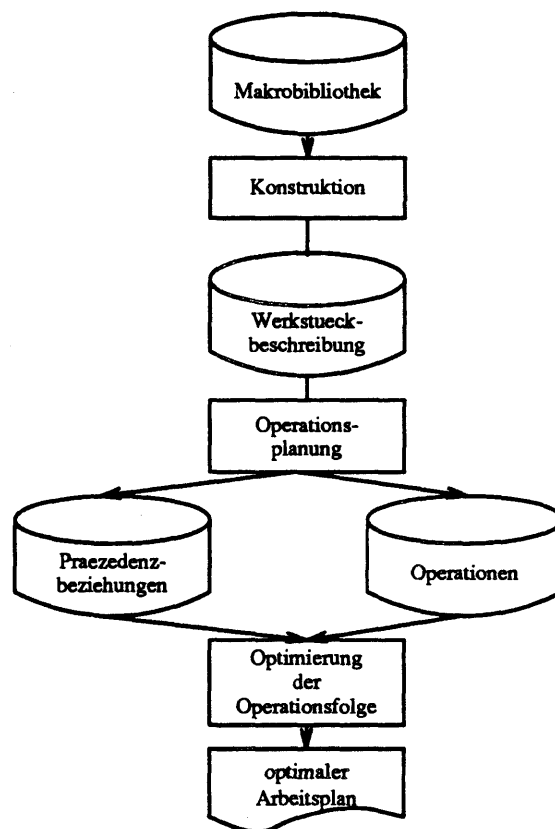 Makrobibliothek
Konstruktion
Werkstueck-
beschreibung
Operations-
planung
Praezedenz-
beziehungen
Operationen
Optimierung
der
Operationsfolge
optimaler
Arbeitsplan